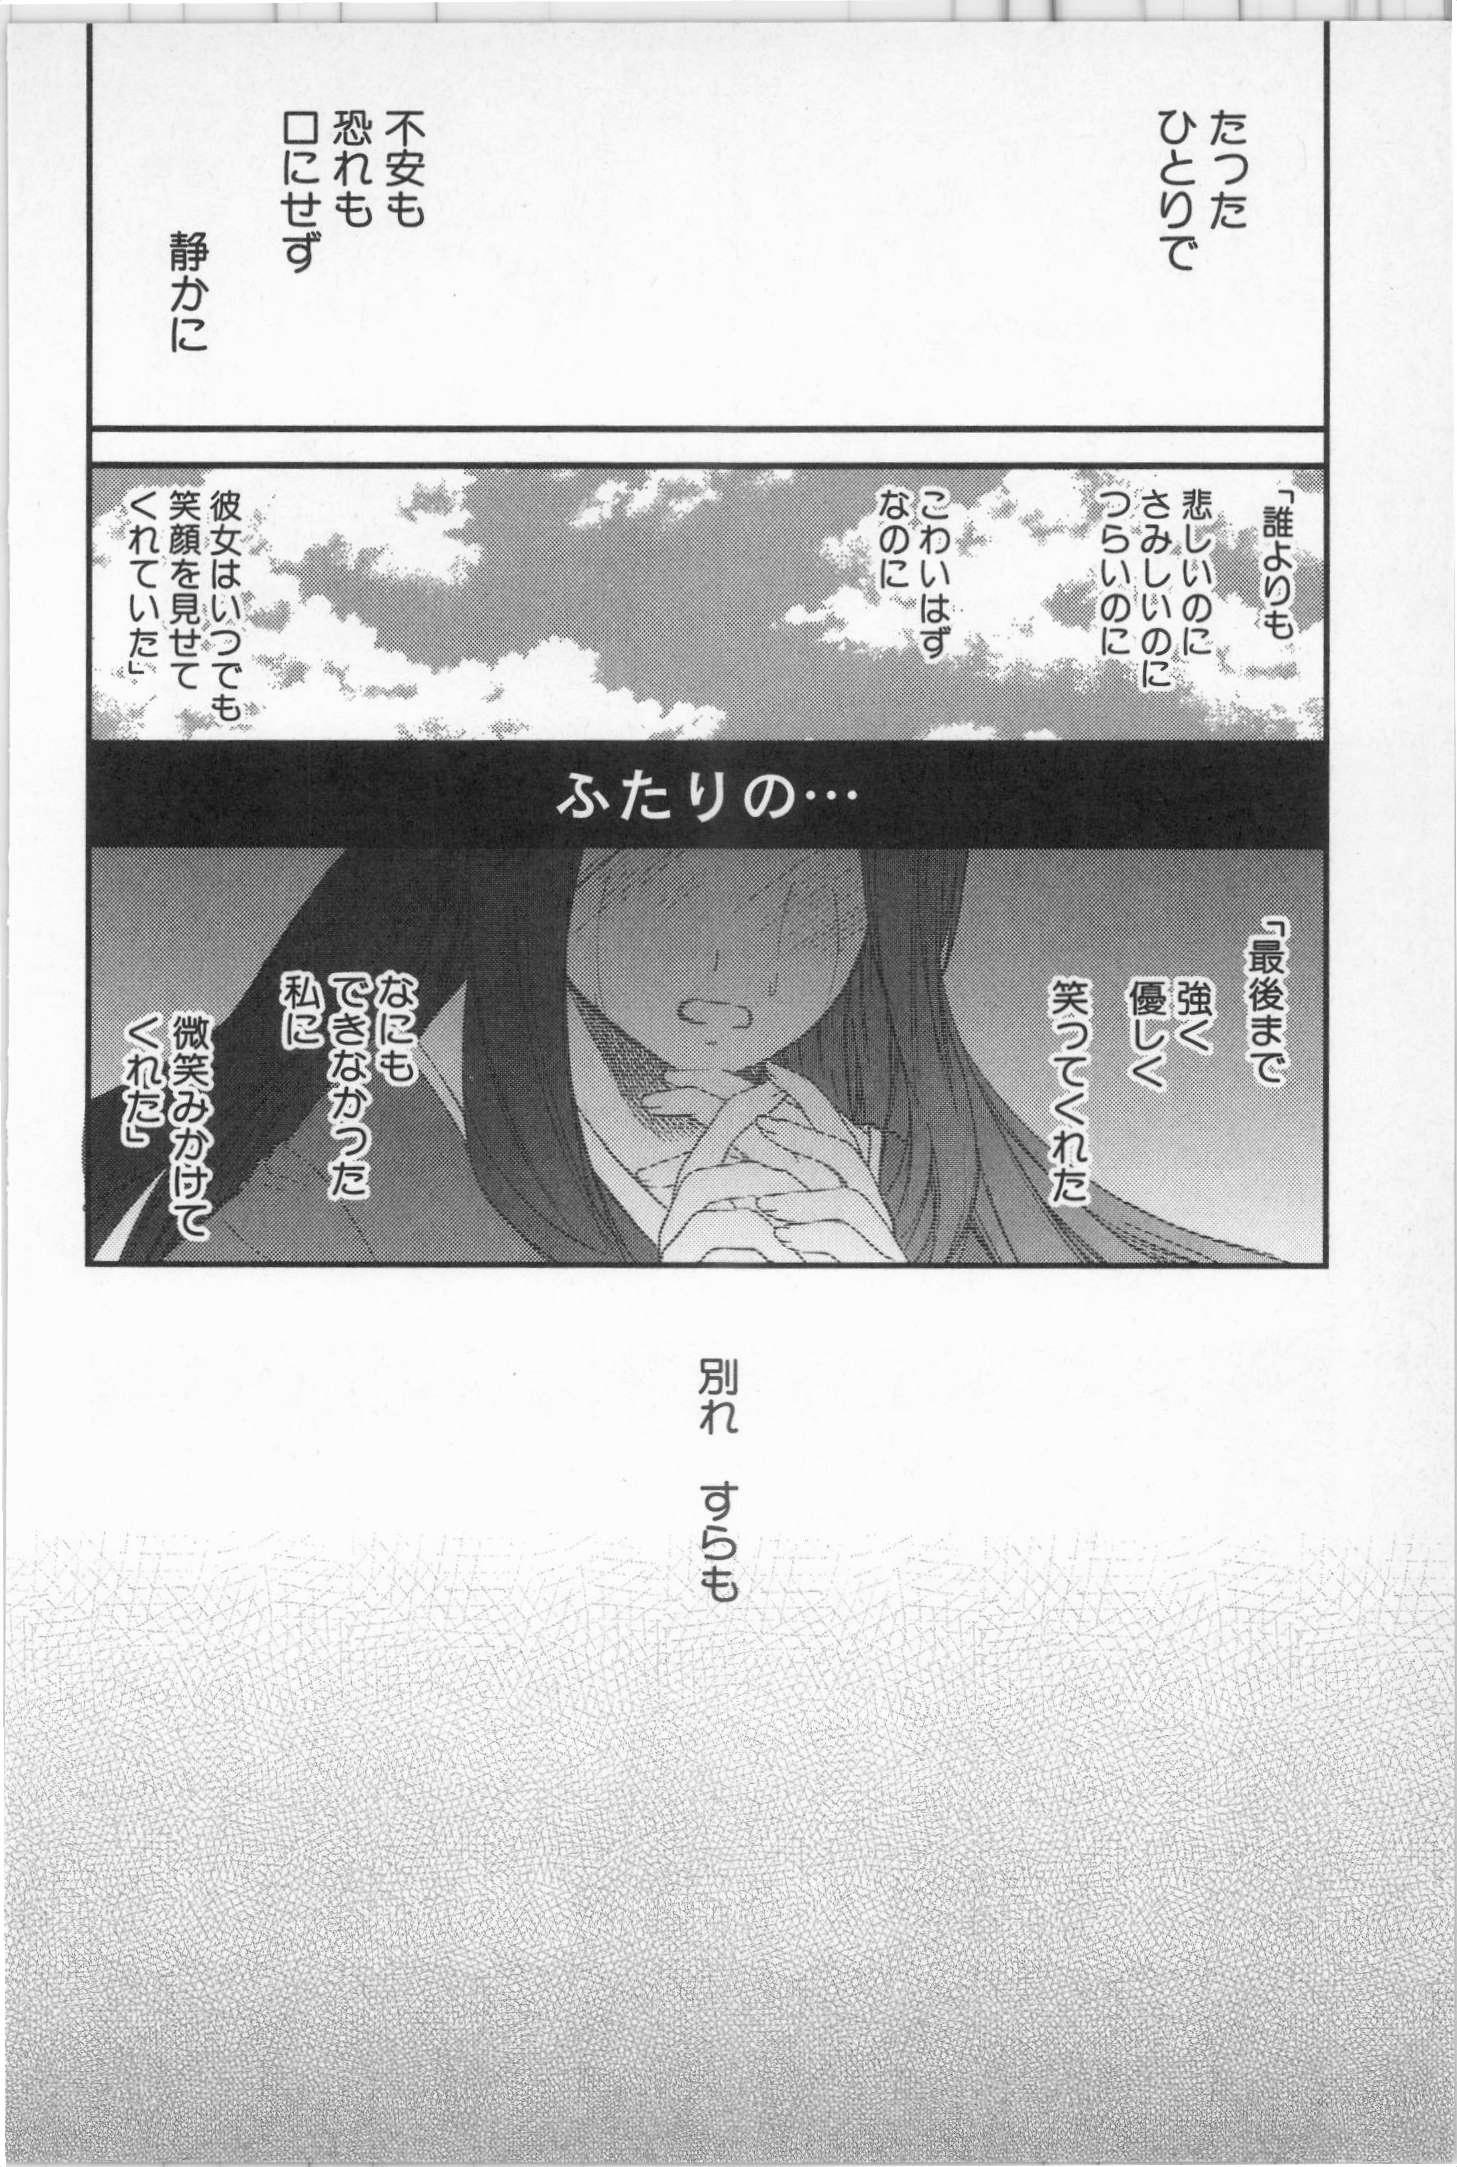 たった
ひとりで
不安も
恐れも
口にせず
静かに
「誰よりも
悲しいのに
さみしいのに
つらいのに
こわいはず
なのに
彼女はいつでも
笑顔を見せて
くれていた」
ふたりの…
「最後まで
強く
優しく
笑ってくれた
なにも
できなかった
私に
微笑みかけて
くれた」
別れ　すらも